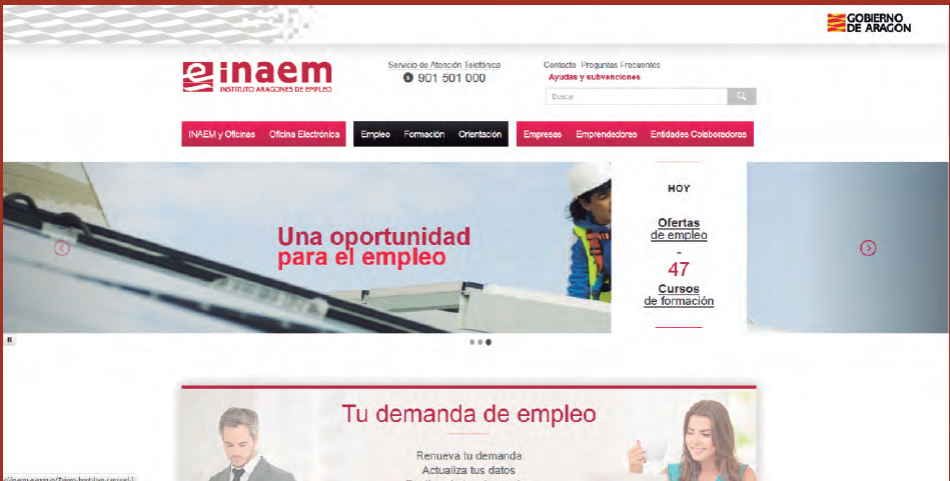 GOBIERNO
DE ARAGON
inaem
INSTITUTO ARAGONES DE EMPLEO
Servicio de Atención Telefónica
901 501 000
Contacto Preguntas Frecuentes
Ayudas y subvenciones
Buscar
INAEM y Oficinas Oficina Electrónica Empleo Formación Orientación Empresas Emprendedores Entidades Colaboradoras
Una oportunidad
para el empleo
HOY
Ofertas
de empleo
-
47
Cursos
de formación
Tu demanda de empleo
Renueva tu demanda
Actualiza tus datos